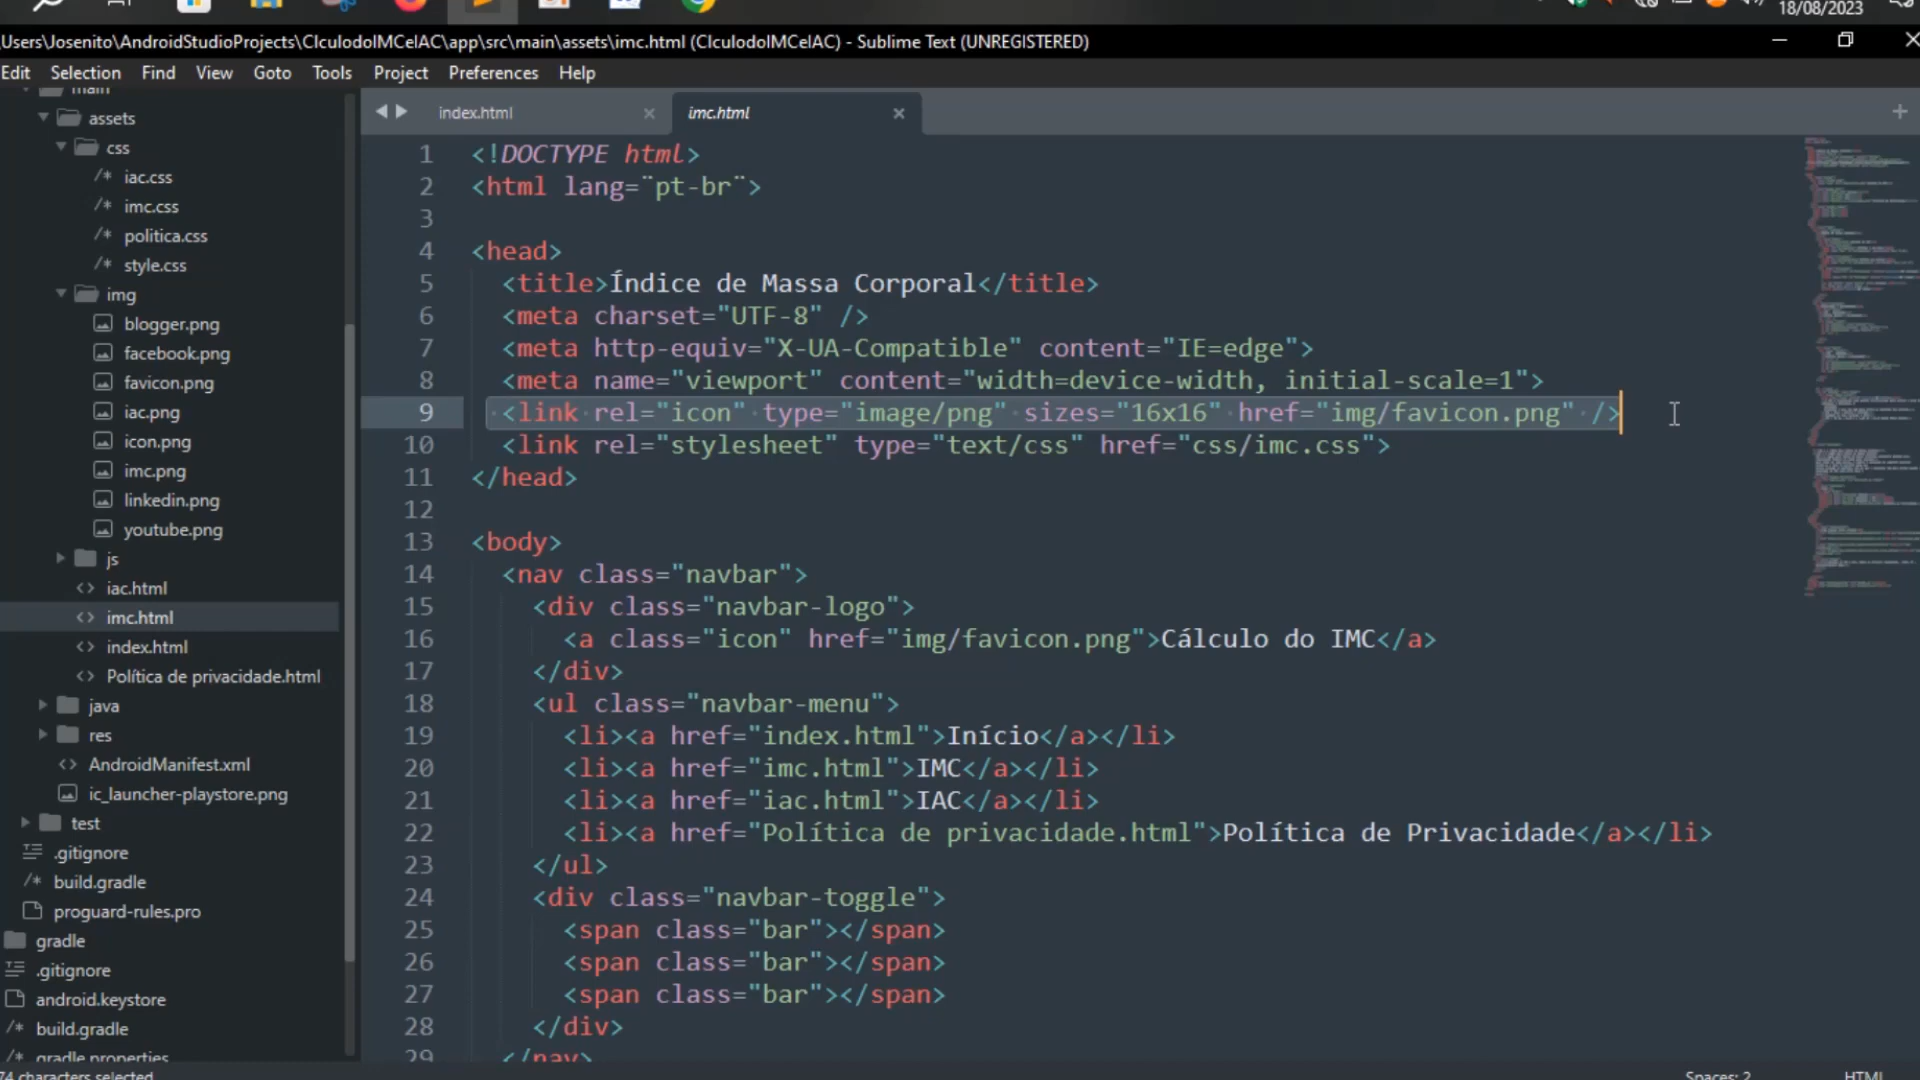 18/08/2023
Users\Josenito\AndroidStudioProjects\ClculodoIMCeIAC\app\src\main\assets\imc.html (ClculodoIMCeIAC) - Sublime Text (UNREGISTERED)
Edit Selection Find View Goto Tools Project Preferences Help
main
assets
css
/* iac.css
/* imc.css
/* politica.css
/* style.css
img
blogger.png
facebook.png
favicon.png
iac.png
icon.png
imc.png
linkedin.png
youtube.png
js
<> iac.html
<> imc.html
<> index.html
<> Política de privacidade.html
java
res
<> AndroidManifest.xml
ic_launcher-playstore.png
test
.gitignore
/* build.gradle
proguard-rules.pro
gradle
.gitignore
android.keystore
/* build.gradle
/* gradle.properties
index.html
imc.html
1 <!DOCTYPE html>
2 <html lang=¨pt-br¨>
3
4 <head>
5 <title>Índice de Massa Corporal</title>
6 <meta charset="UTF-8" />
7 <meta http-equiv="X-UA-Compatible" content="IE=edge">
8 <meta name="viewport" content="width=device-width, initial-scale=1">
9 <link rel="icon" type="image/png" sizes="16x16" href="img/favicon.png" />
10 <link rel="stylesheet" type="text/css" href="css/imc.css">
11 </head>
12
13 <body>
14 <nav class="navbar">
15 <div class="navbar-logo">
16 <a class="icon" href="img/favicon.png">Cálculo do IMC</a>
17 </div>
18 <ul class="navbar-menu">
19 <li><a href="index.html">Início</a></li>
20 <li><a href="imc.html">IMC</a></li>
21 <li><a href="iac.html">IAC</a></li>
22 <li><a href="Política de privacidade.html">Política de Privacidade</a></li>
23 </ul>
24 <div class="navbar-toggle">
25 <span class="bar"></span>
26 <span class="bar"></span>
27 <span class="bar"></span>
28 </div>
29 </nav>
74 characters selected
Spaces: 2
HTML